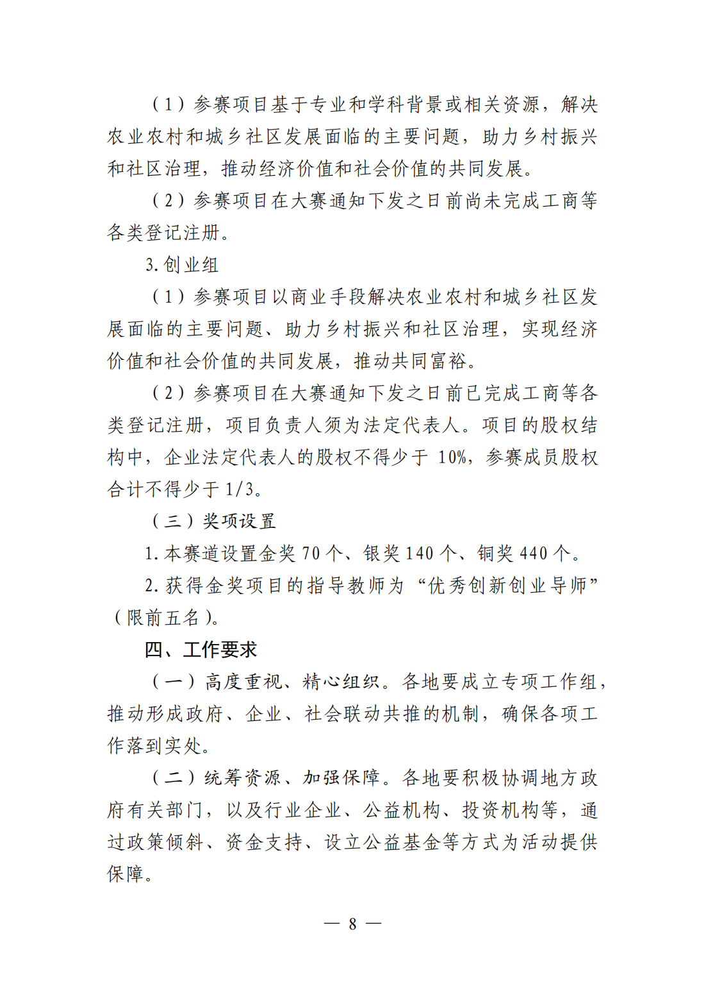 （1）参赛项目基于专业和学科背景或相关资源，解决
农业农村和城乡社区发展面临的主要问题，助力乡村振兴
和社区治理，推动经济价值和社会价值的共同发展。
（2）参赛项目在大赛通知下发之日前尚未完成工商等
各类登记注册。
3.创业组
（1）参赛项目以商业手段解决农业农村和城乡社区发
展面临的主要问题、助力乡村振兴和社区治理，实现经济
价值和社会价值的共同发展，推动共同富裕。
（2）参赛项目在大赛通知下发之日前已完成工商等各
类登记注册，项目负责人须为法定代表人。项目的股权结
构中，企业法定代表人的股权不得少于 10%，参赛成员股权
合计不得少于 1/3。
（三）奖项设置
1.本赛道设置金奖 70 个、银奖 140 个、铜奖 440 个。
2.获得金奖项目的指导教师为“优秀创新创业导师”
（限前五名）。
四、工作要求
（一）高度重视、精心组织。各地要成立专项工作组，
推动形成政府、企业、社会联动共推的机制，确保各项工
作落到实处。
（二）统筹资源、加强保障。各地要积极协调地方政
府有关部门，以及行业企业、公益机构、投资机构等，通
过政策倾斜、资金支持、设立公益基金等方式为活动提供
保障。
— 8 —